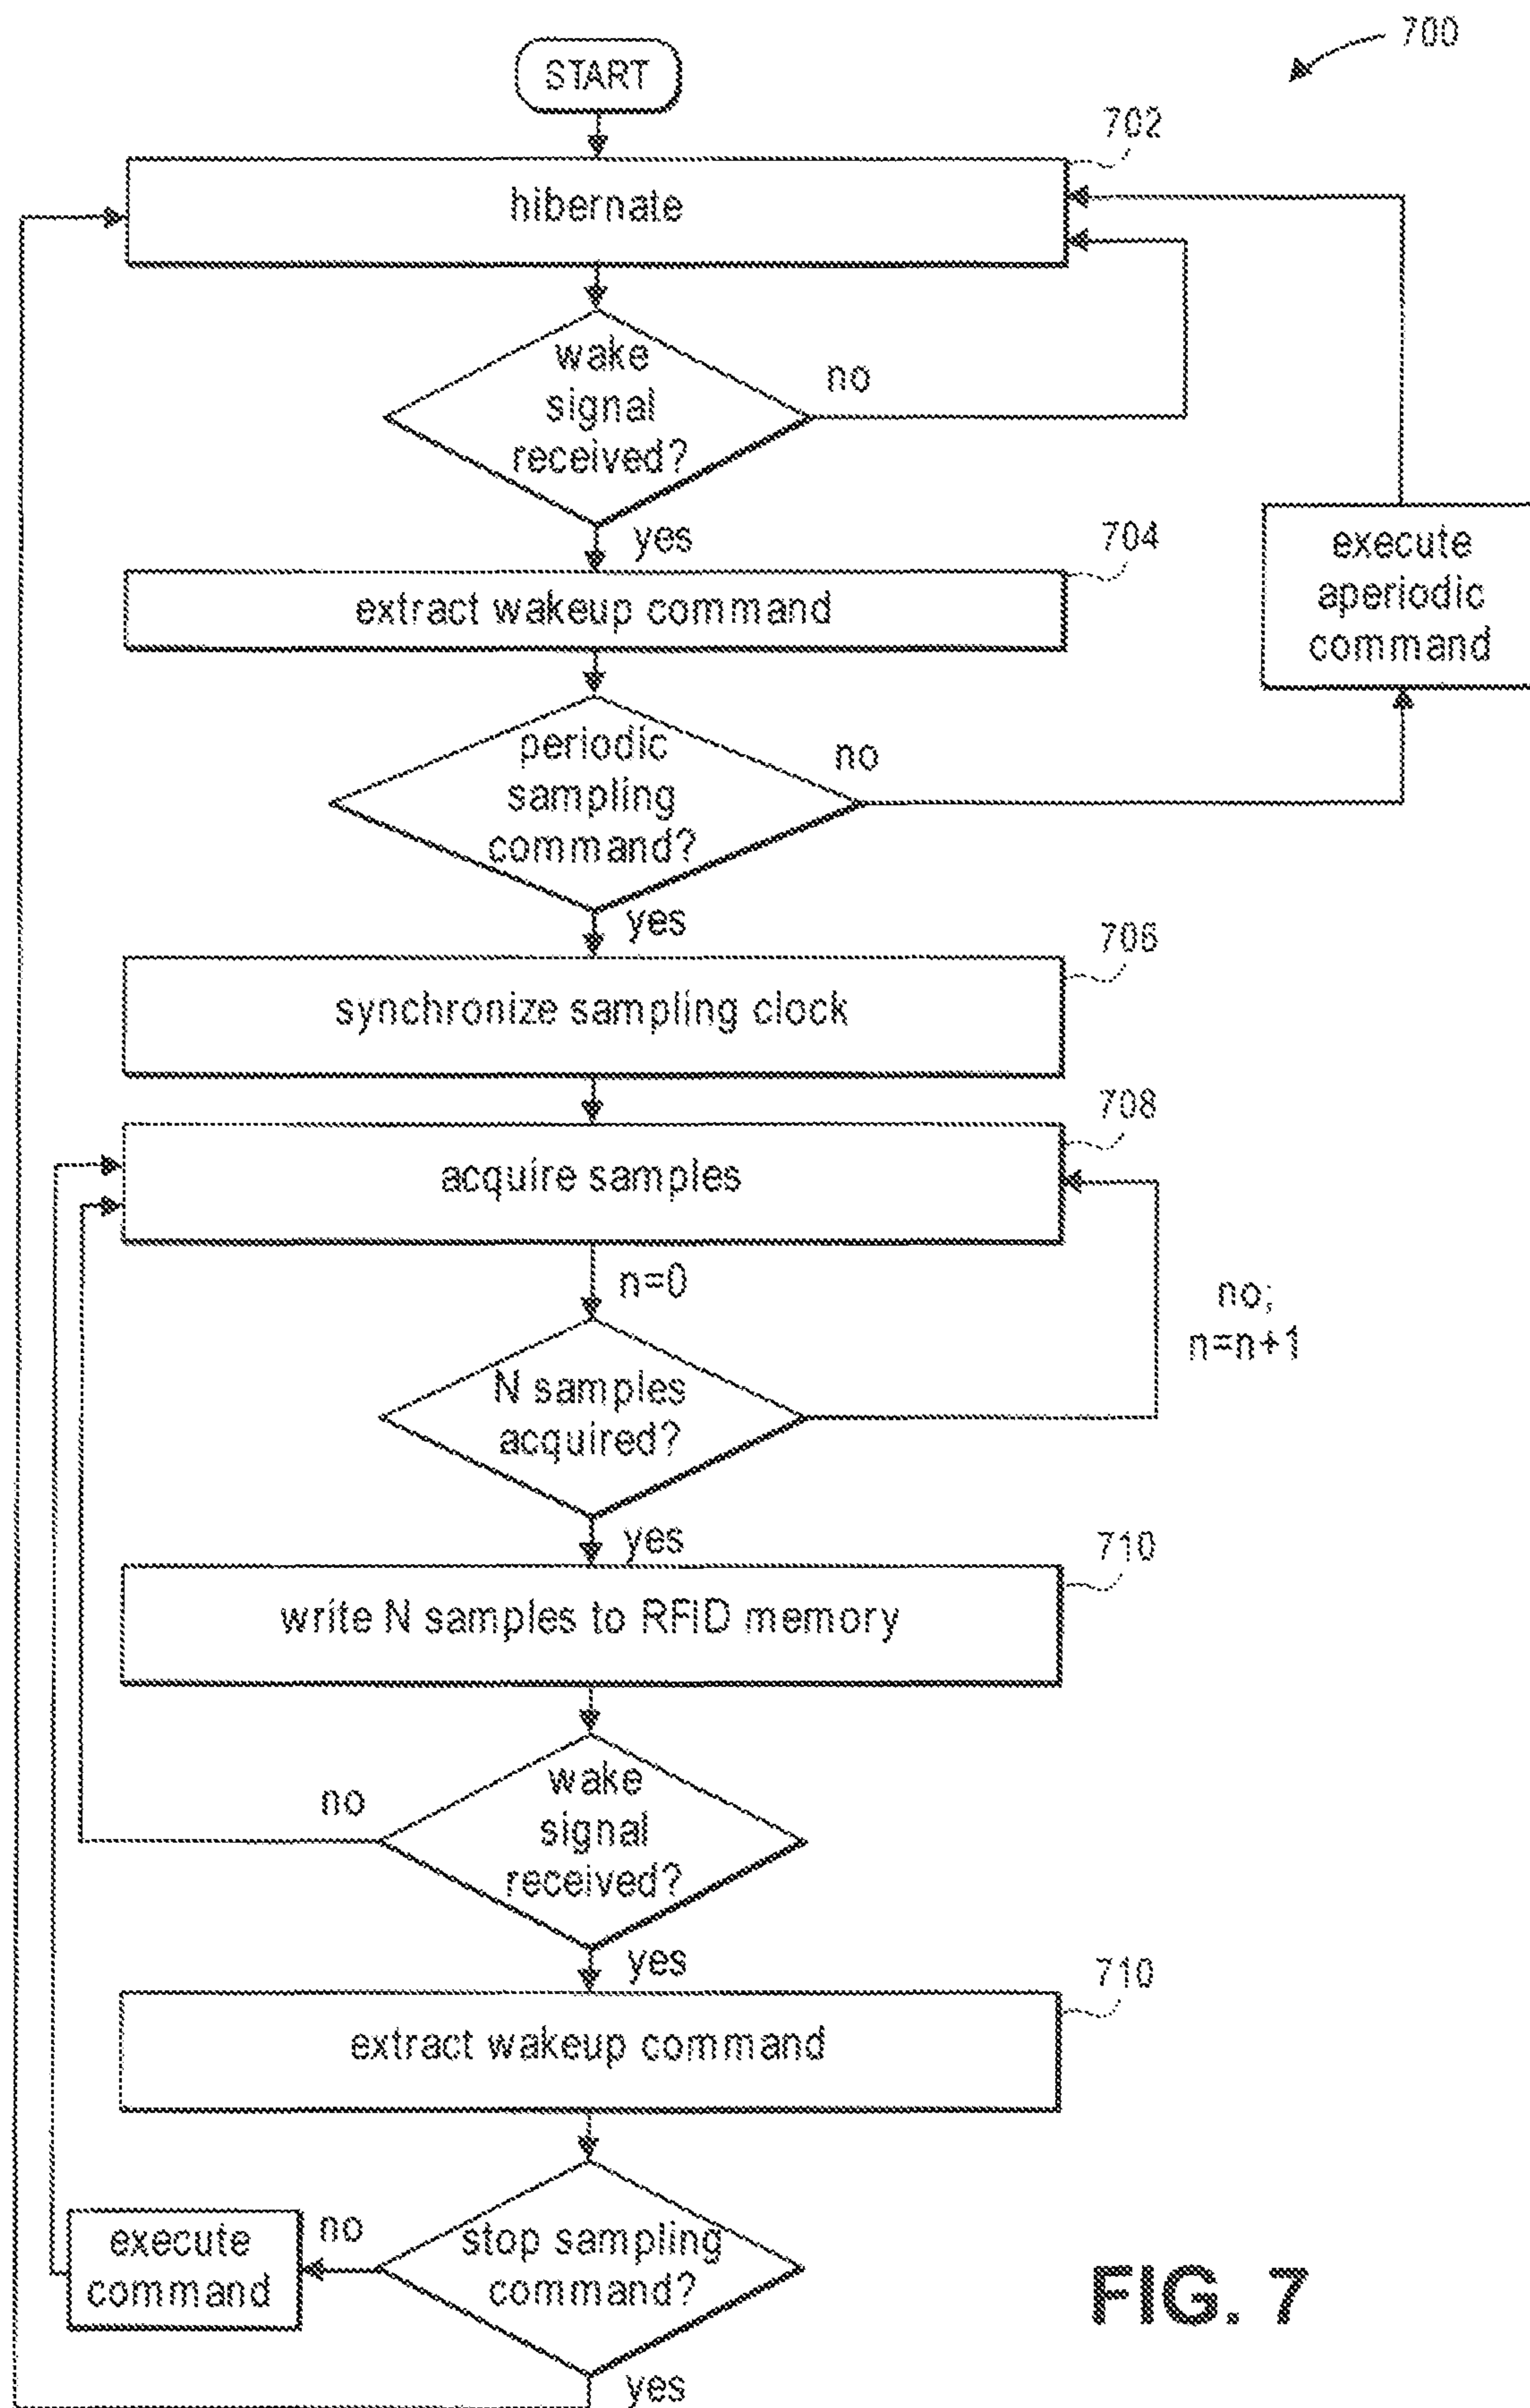 700
START
702
hibernate
wake
signal
received?
no
yes
704
extract wakeup command
execute
aperiodic
command
periodic
sampling
command?
no
yes
706
synchronize sampling clock
708
acquire samples
n=0
no;
n=n+1
N samples
acquired?
yes
710
write N samples to RFID memory
wake
signal
received?
no
yes
710
extract wakeup command
execute
command
no
stop sampling
command?
yes
FIG. 7